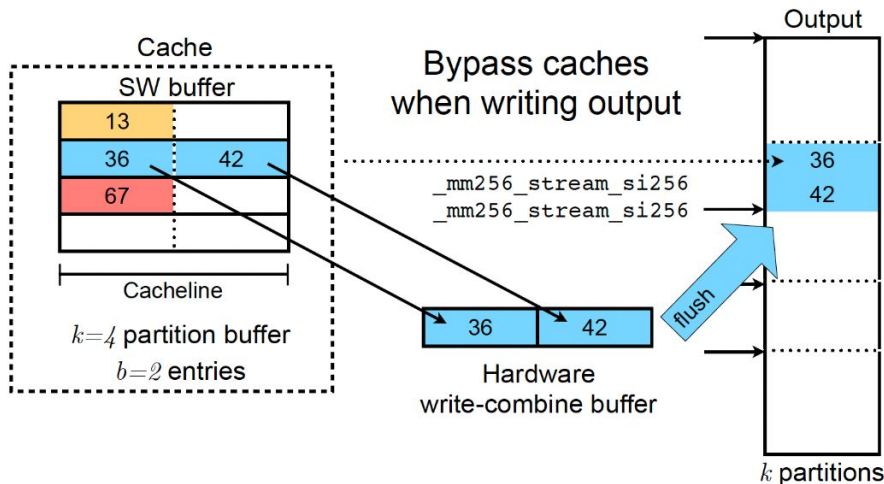 Cache
SW buffer
13
36 42
67
Cacheline
k=4 partition buffer
b=2 entries
Bypass caches
when writing output
_mm256_stream_si256
_mm256_stream_si256
36 42
Hardware
write-combine buffer
flush
Output
36
42
k partitions